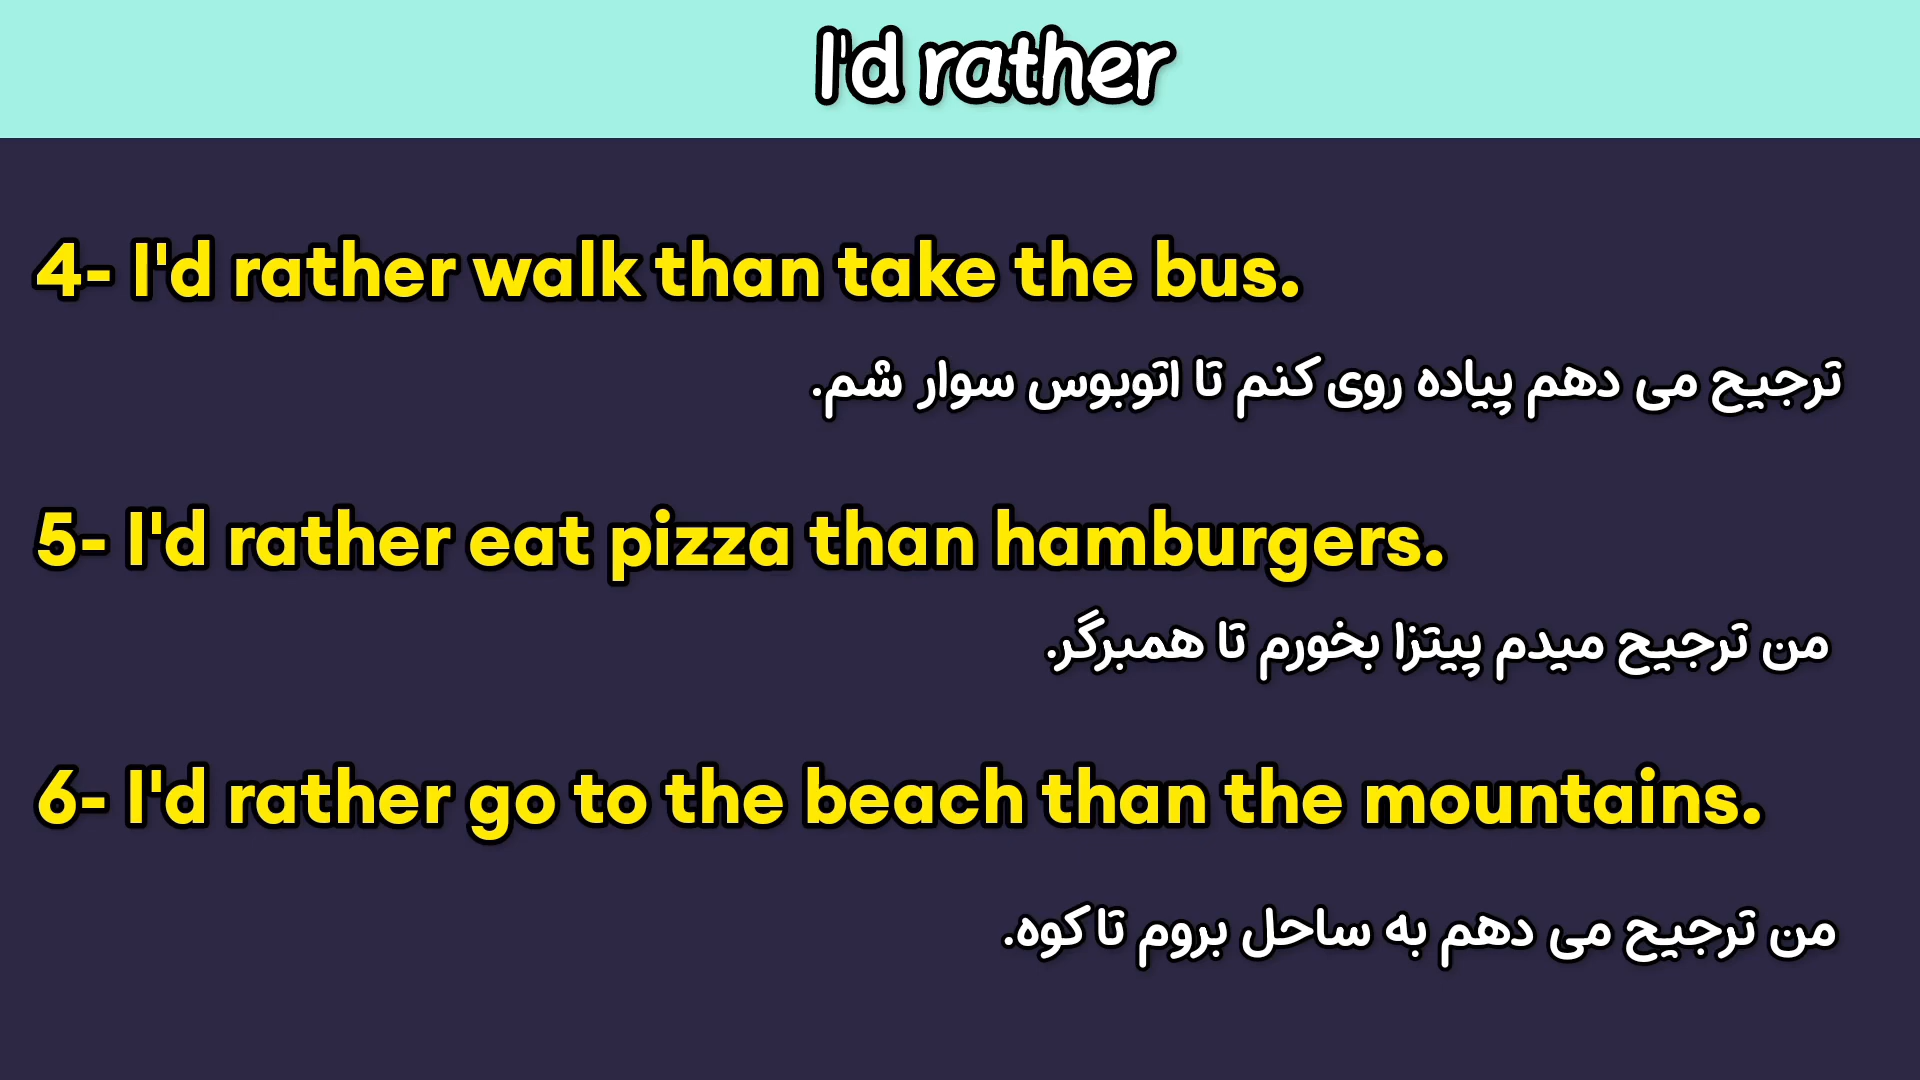 I'd rather
4- I'd rather walk than take the bus.
ترجیح می دهم پیاده روی کنم تا اتوبوس سوار شم.
5- I'd rather eat pizza than hamburgers.
من ترجیح میدم پیتزا بخورم تا همبرگر.
6- I'd rather go to the beach than the mountains.
من ترجیح می دهم به ساحل بروم تا کوه.